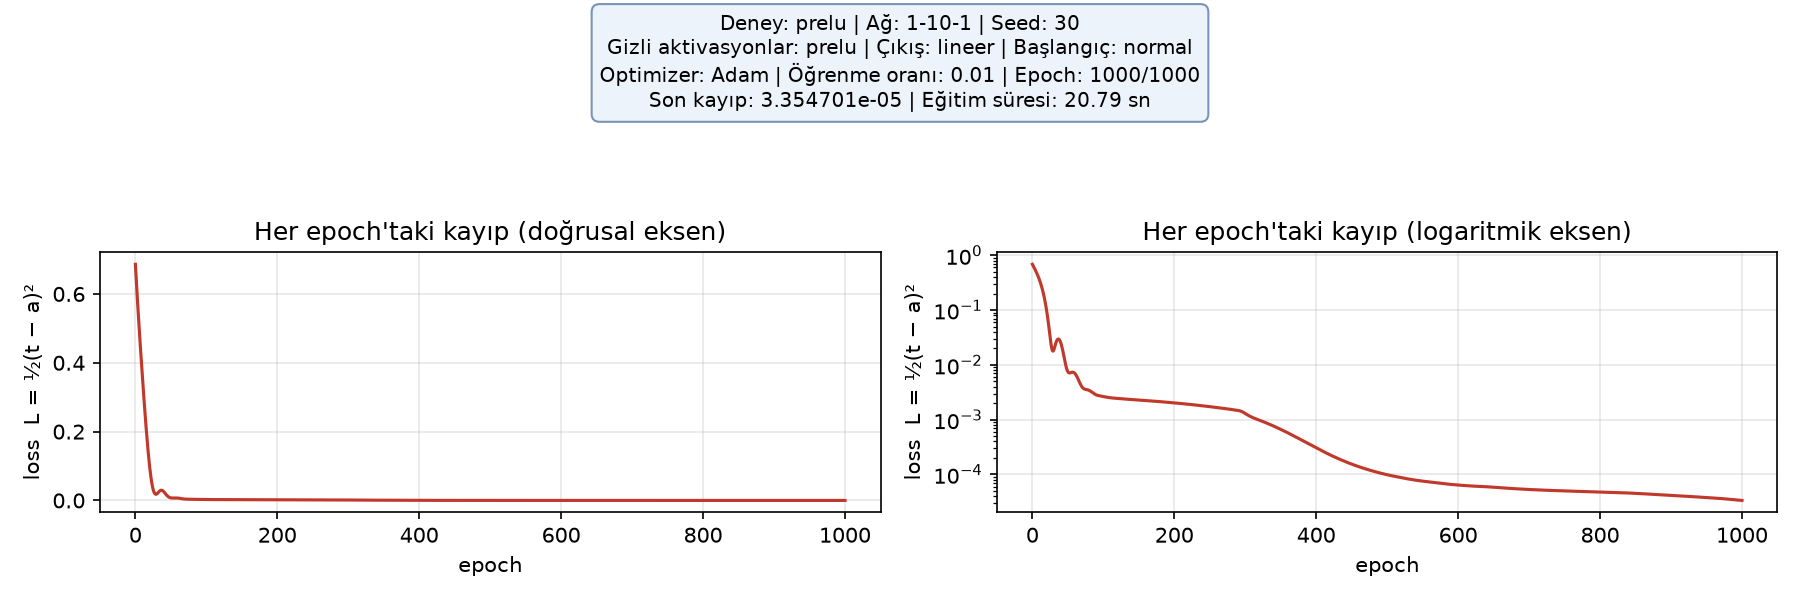 Deney: prelu | Ağ: 1-10-1 | Seed: 30
Gizli aktivasyonlar: prelu | Çıkış: lineer | Başlangıç: normal
Optimizer: Adam | Öğrenme oranı: 0.01 | Epoch: 1000/1000
Son kayıp: 3.354701e-05 | Eğitim süresi: 20.79 sn
Her epoch'taki kayıp (doğrusal eksen)
loss L = ½(t − a)²
0.6
0.4
0.2
0.0
0 200 400 600 800 1000
epoch
Her epoch'taki kayıp (logaritmik eksen)
loss L = ½(t − a)²
10⁰
10⁻¹
10⁻²
10⁻³
10⁻⁴
0 200 400 600 800 1000
epoch